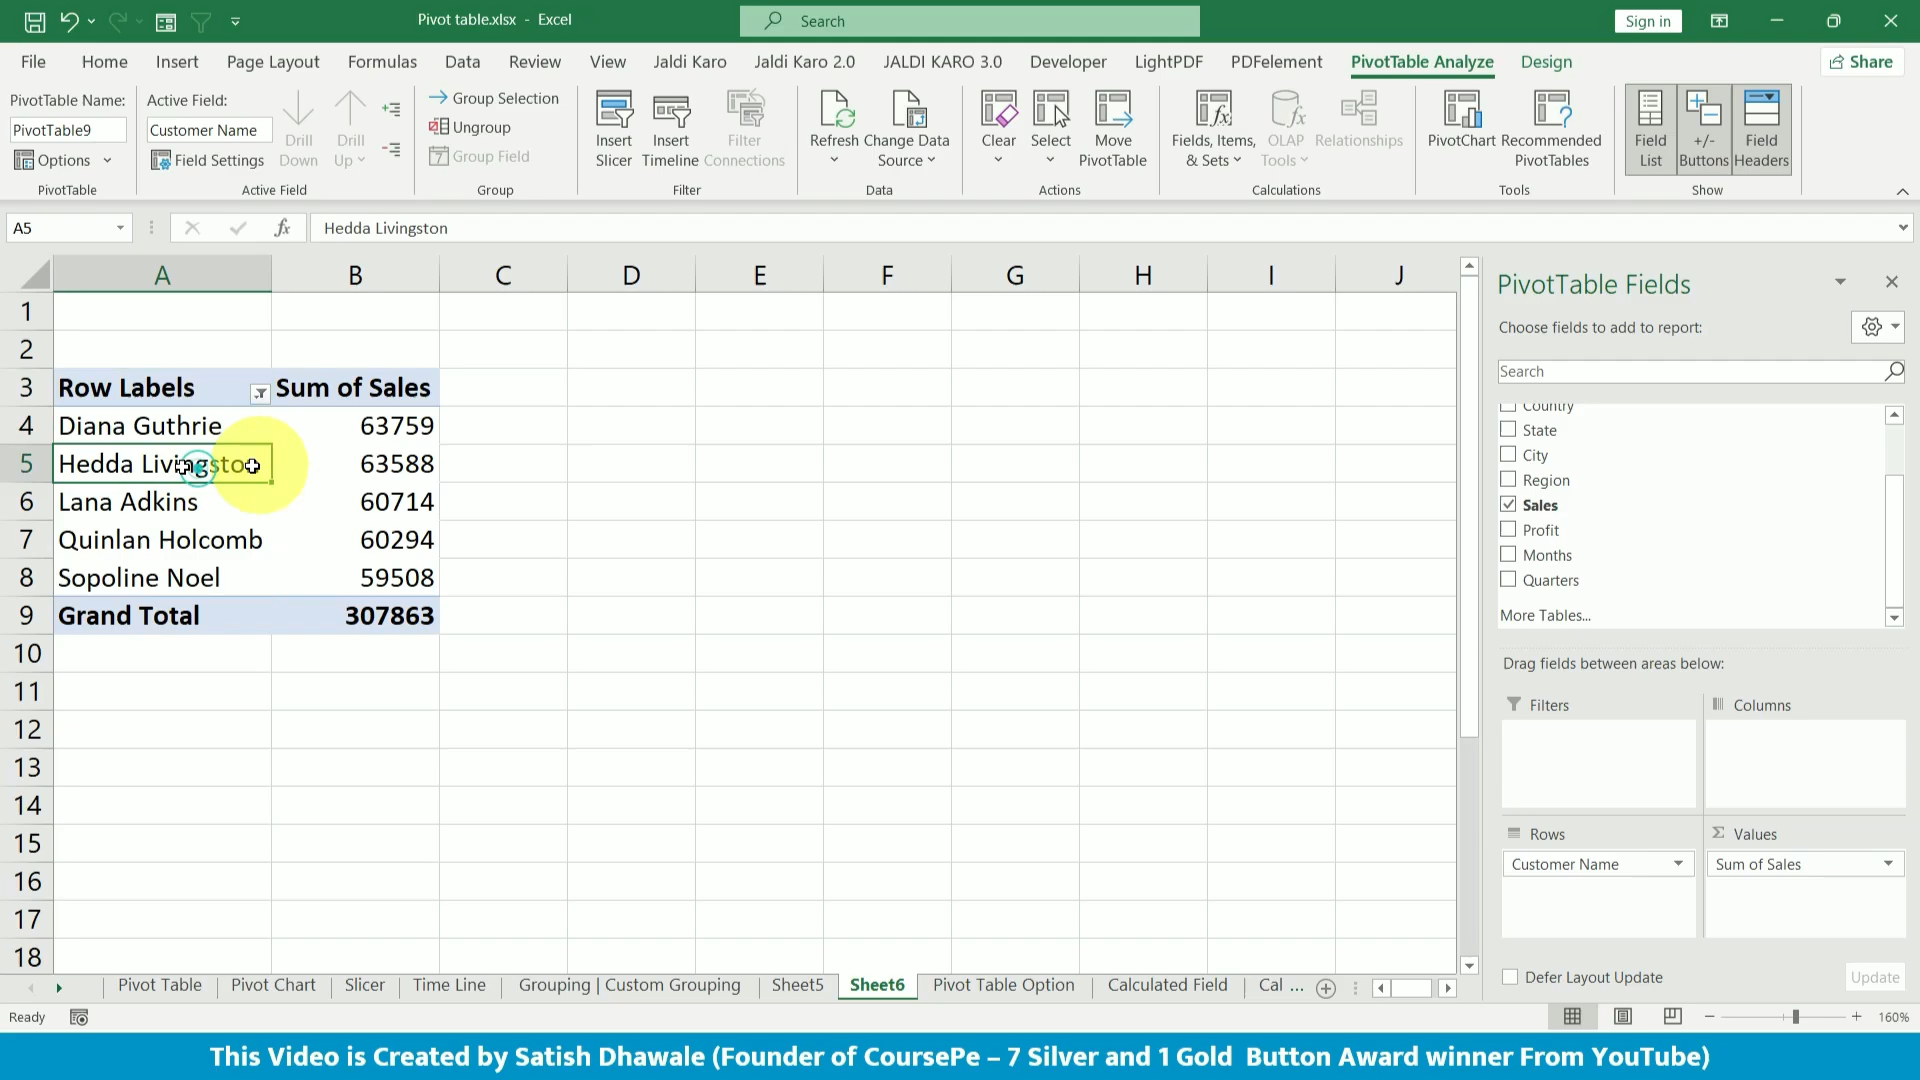 Pivot table.xlsx - Excel
Search
Sign in
File Home Insert Page Layout Formulas Data Review View Jaldi Karo Jaldi Karo 2.0 JALDI KARO 3.0 Developer LightPDF PDFelement PivotTable Analyze Design
Share
PivotTable Name:
PivotTable9
Options
PivotTable
Active Field:
Customer Name
Field Settings
Drill Down
Drill Up
Active Field
Group Selection
Ungroup
Group Field
Group
Insert Slicer
Insert Timeline
Filter Connections
Filter
Refresh
Change Data Source
Data
Clear
Select
Move PivotTable
Actions
Fields, Items, & Sets
OLAP Tools
Relationships
Calculations
PivotChart
Recommended PivotTables
Tools
Field List
+/- Buttons
Field Headers
Show
A5
fx
Hedda Livingston
A B C D E F G H I J
1
2
3 Row Labels Sum of Sales
4 Diana Guthrie 63759
5 Hedda Livingston 63588
6 Lana Adkins 60714
7 Quinlan Holcomb 60294
8 Sopoline Noel 59508
9 Grand Total 307863
10
11
12
13
14
15
16
17
18
PivotTable Fields
Choose fields to add to report:
Search
Country
State
City
Region
Sales
Profit
Months
Quarters
More Tables...
Drag fields between areas below:
Filters
Columns
Rows
Σ Values
Customer Name
Sum of Sales
Defer Layout Update
Update
Pivot Table Pivot Chart Slicer Time Line Grouping | Custom Grouping Sheet5 Sheet6 Pivot Table Option Calculated Field Cal ...
Ready
160%
This Video is Created by Satish Dhawale (Founder of CoursePe – 7 Silver and 1 Gold Button Award winner From YouTube)